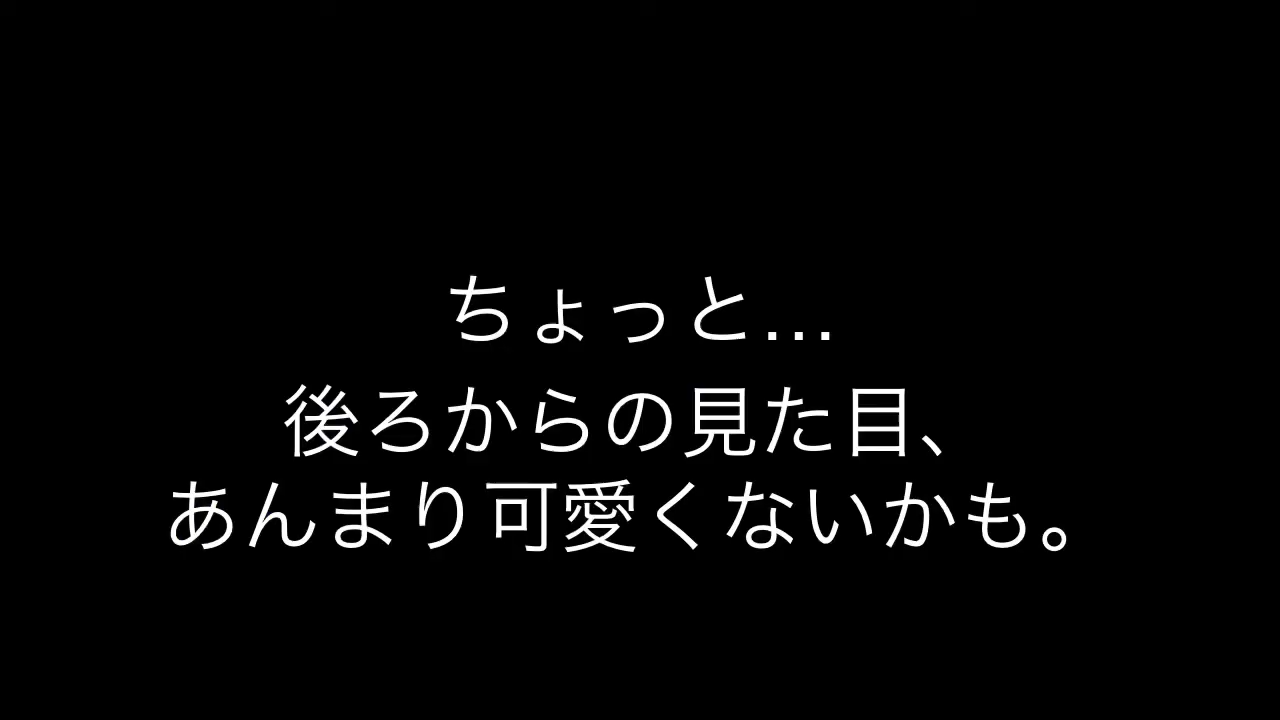 ちょっと…
後ろからの見た目、
あんまり可愛くないかも。